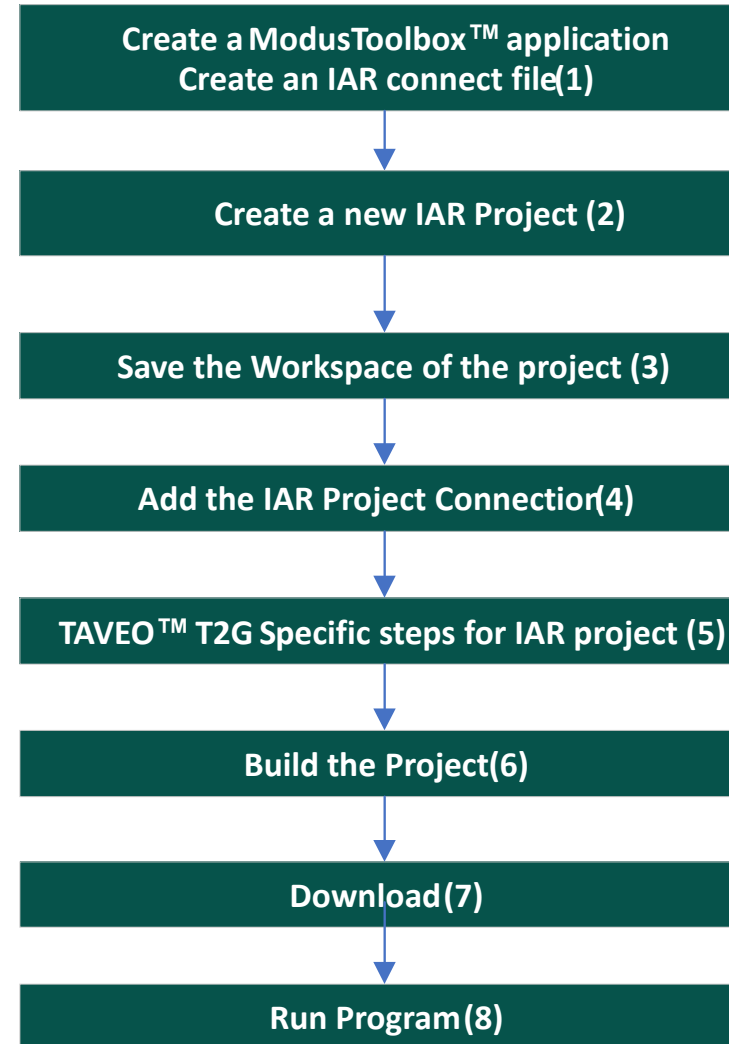 Create a ModusToolbox™ application
Create an IAR connect file(1)
Create a new IAR Project (2)
Save the Workspace of the project (3)
Add the IAR Project Connection(4)
TAVEO™ T2G Specific steps for IAR project (5)
Build the Project(6)
Download(7)
Run Program(8)